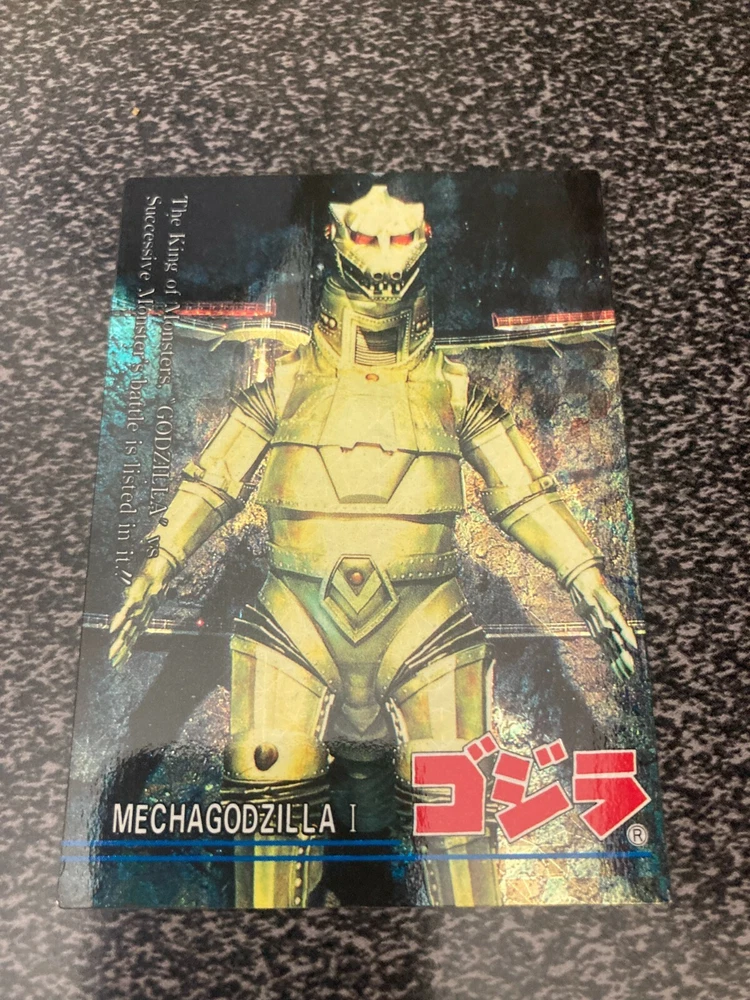 The King of Monsters, "GODZILLA" vs
Successive Monster's battle is listed in it!!
MECHAGODZILLA I
ゴジラ
®